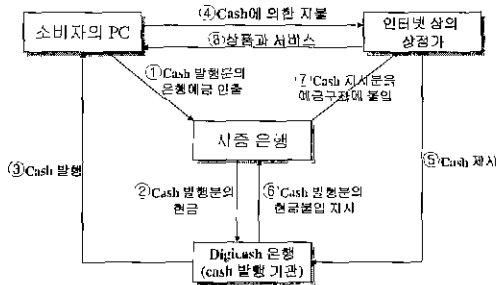 ④Cash에 의한 지불
소비자의 PC
인터넷 상의
상점가
⑧상품과 서비스
①Cash 발행분의
은행예금 인출
⑦Cash 지시분을
예금구좌에 불입
시중 은행
③Cash 발행
⑤Cash 제시
②Cash 발행분의
현금
⑥Cash 발행분의
현금불입 지시
Digicash 은행
(cash 발행 기관)